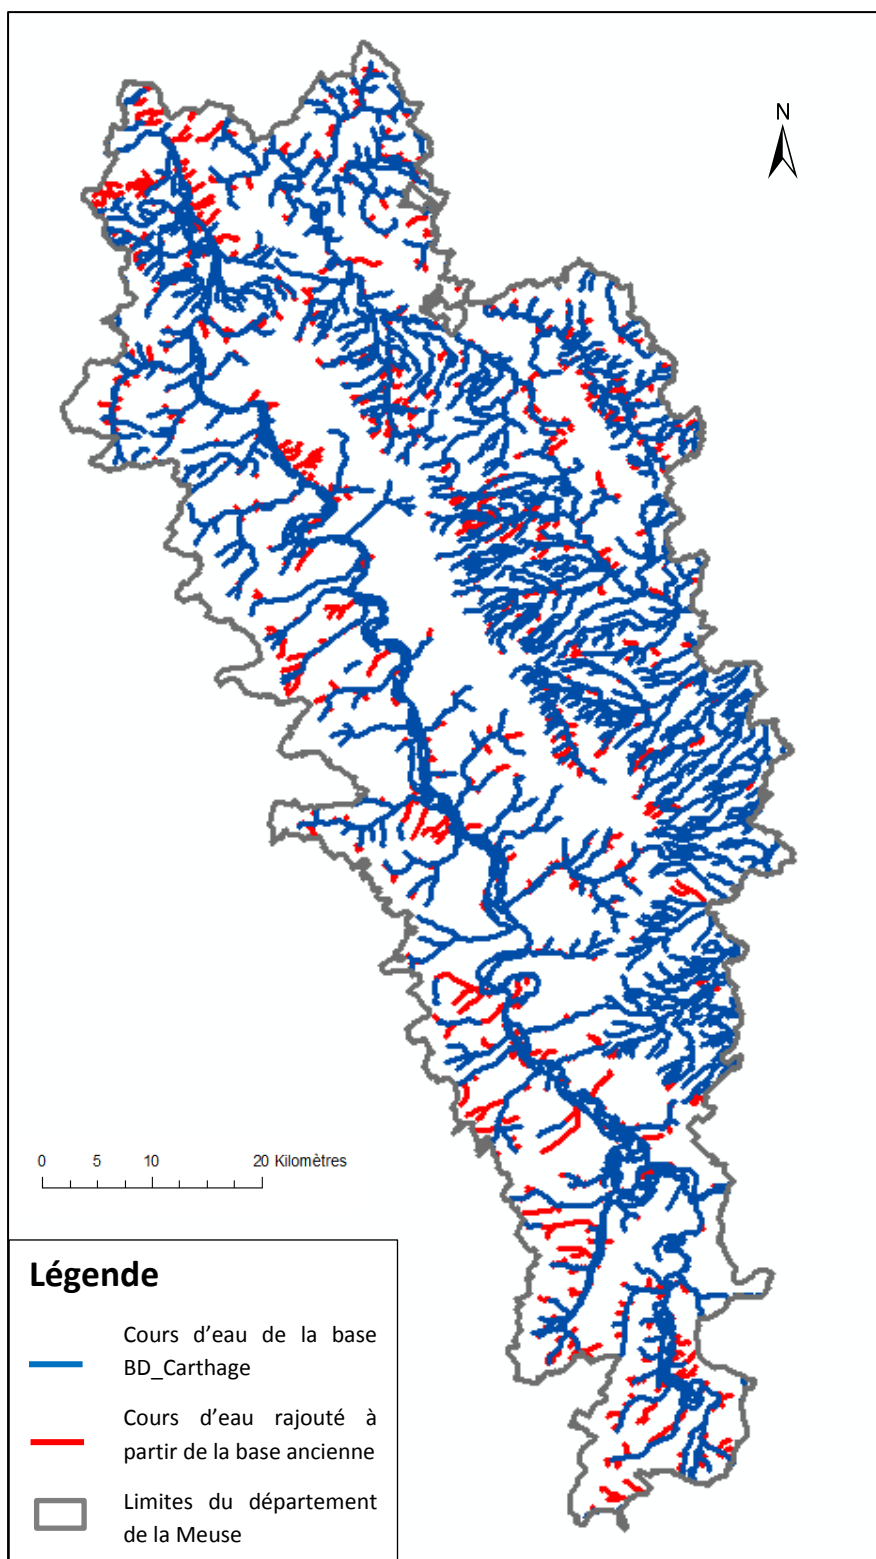 N
0 5 10 20 Kilomètres
Légende
Cours d'eau de la base
BD_Carthage
Cours d'eau rajouté à
partir de la base ancienne
Limites du département
de la Meuse